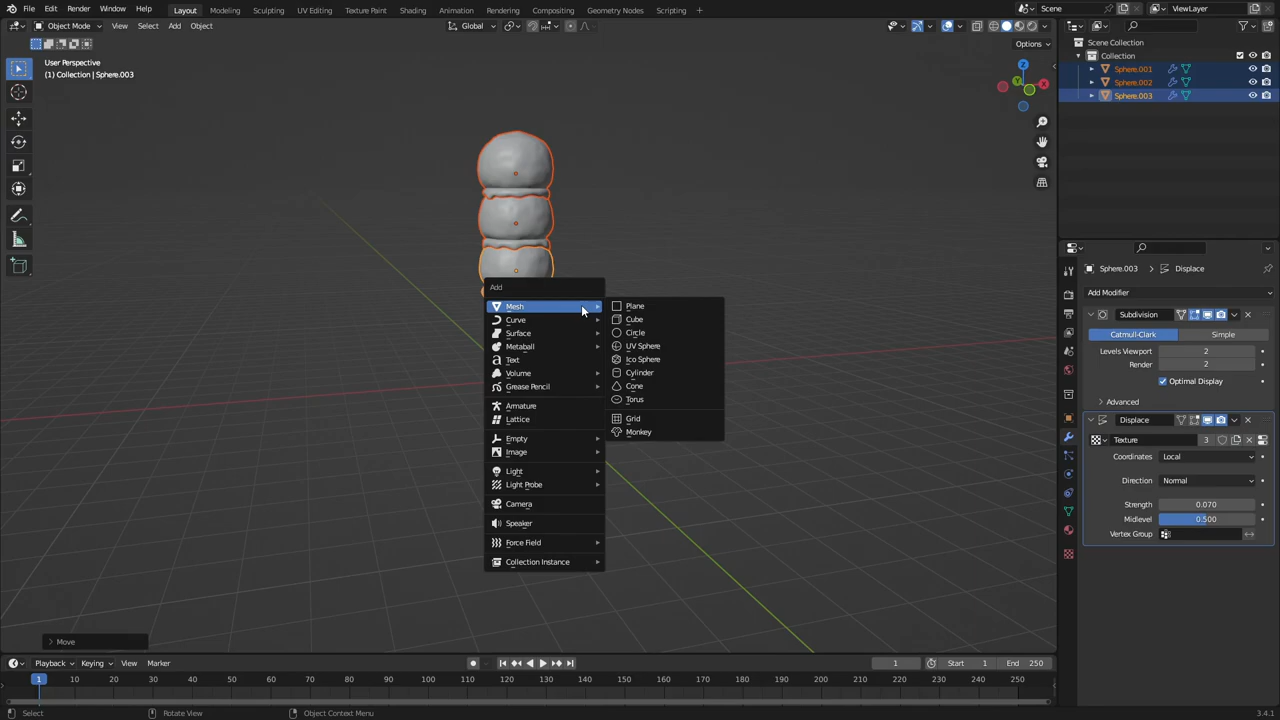 File Edit Render Window Help Layout Modeling Sculpting UV Editing Texture Paint Shading Animation Rendering Compositing Geometry Nodes Scripting Scene ViewLayer
Object Mode View Select Add Object Global
Options
User Perspective
(1) Collection | Sphere.003
Scene Collection
Collection
Sphere.001
Sphere.002
Sphere.003
X
Y
Z
Add
Mesh
Curve
Surface
Metaball
Text
Volume
Grease Pencil
Armature
Lattice
Empty
Image
Light
Light Probe
Camera
Speaker
Force Field
Collection Instance
Plane
Cube
Circle
UV Sphere
Ico Sphere
Cylinder
Cone
Torus
Grid
Monkey
Sphere.003 > Displace
Add Modifier
Subdivision
Catmull-Clark Simple
Levels Viewport 2
Render 2
Optimal Display
Advanced
Displace
Texture 3
Coordinates Local
Direction Normal
Strength 0.070
Midlevel 0.500
Vertex Group
Move
Playback Keying View Marker 1 Start 1 End 250
1 10 20 30 40 50 60 70 80 90 100 110 120 130 140 150 160 170 180 190 200 210 220 230 240 250
Select Rotate View Object Context Menu 3.4.1